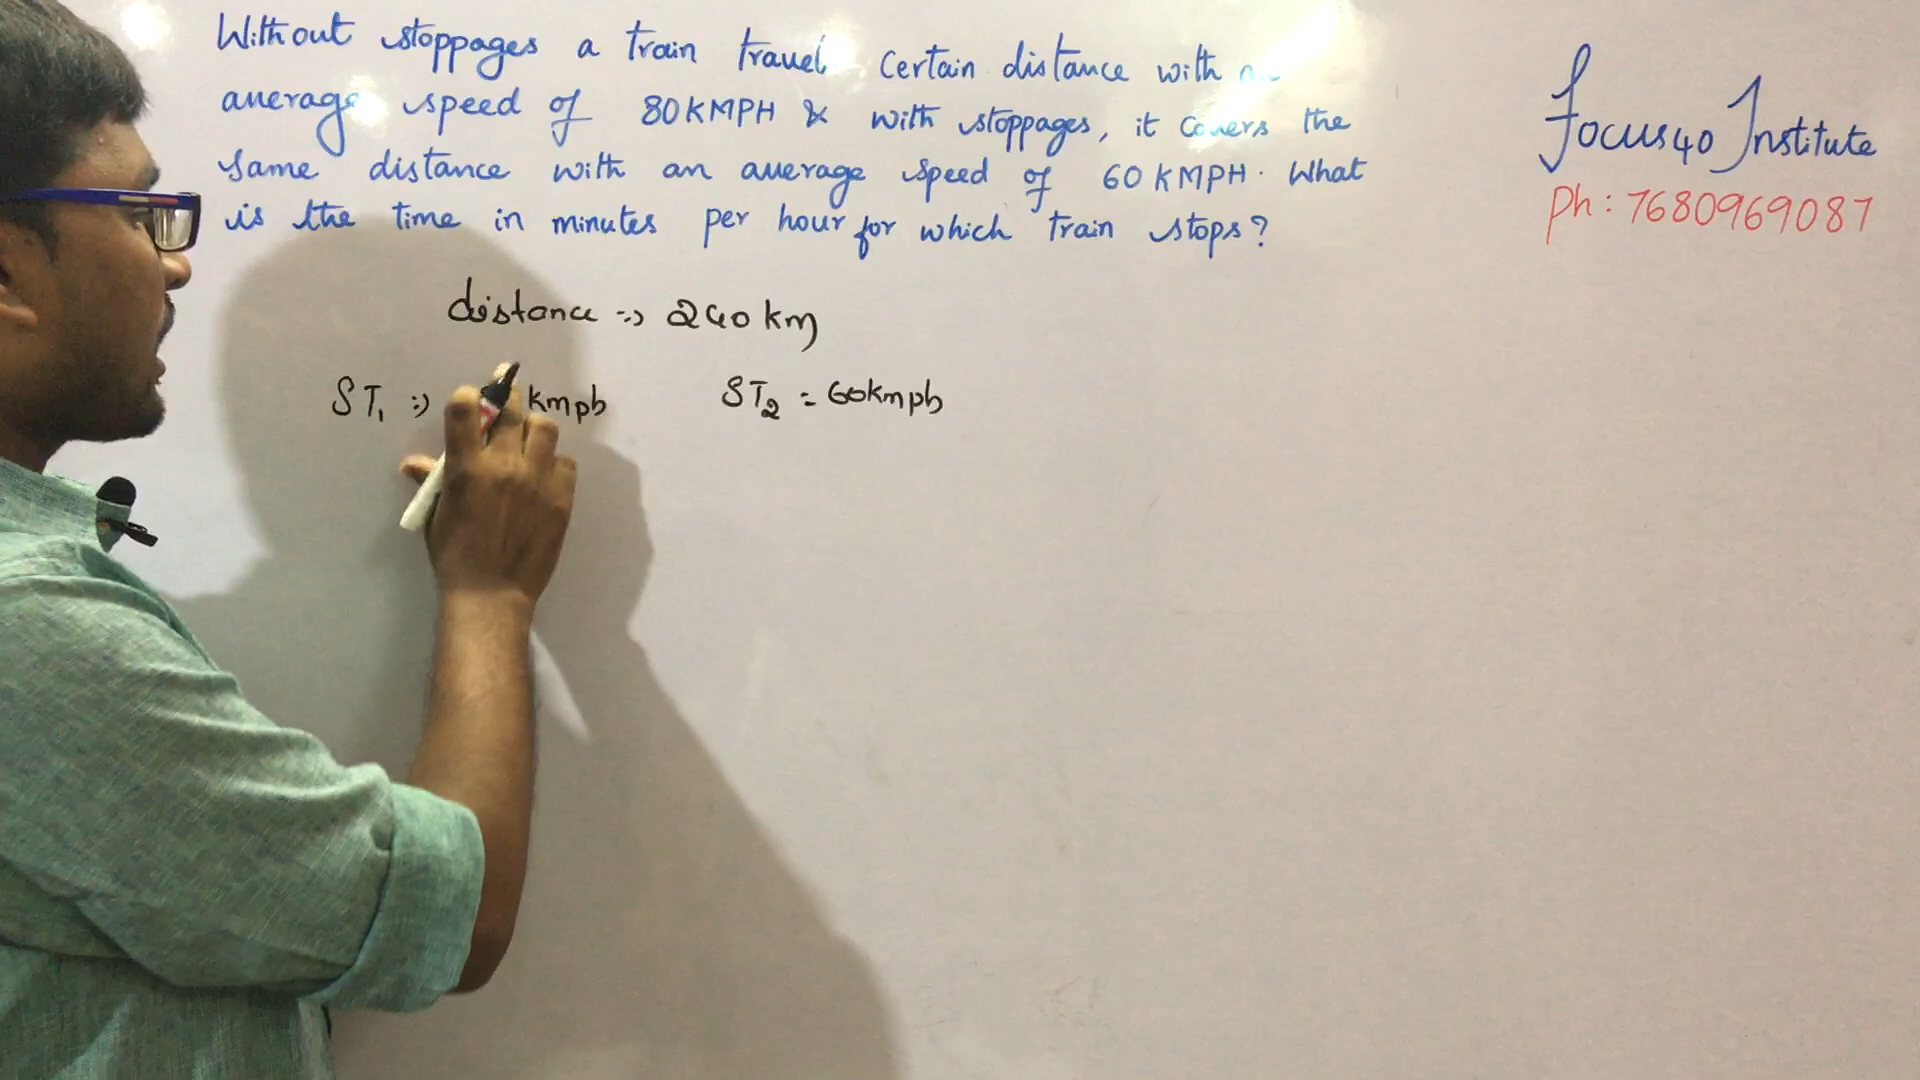 Without stoppages a train travel certain distance with
average speed of 80KMPH & with stoppages, it covers the
same distance with an average speed of 60 KMPH. What
is the time in minutes per hour for which train stops?
Focus40 Institute
Ph: 7680969087
distance => 240 km
ST1 => kmph ST2 = 60kmph